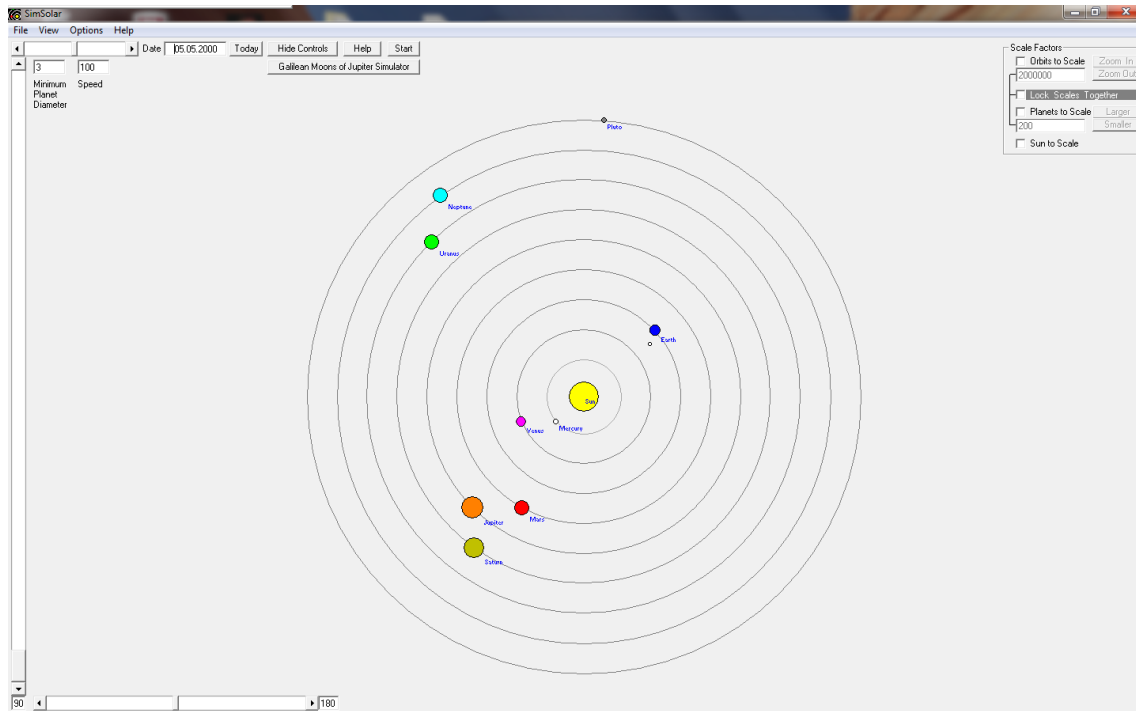 SimSolar
File View Options Help
Date 05.05.2000 Today Hide Controls Help Start
3 100 Galilean Moons of Jupiter Simulator
Minimum Planet Diameter
Speed
Scale Factors
Orbits to Scale Zoom In
2000000 Zoom Out
Lock Scales Together
Planets to Scale Larger
200 Smaller
Sun to Scale
Pluto
Neptune
Uranus
Earth
Sun
Venus
Mercury
Jupiter
Mars
Saturn
90 180